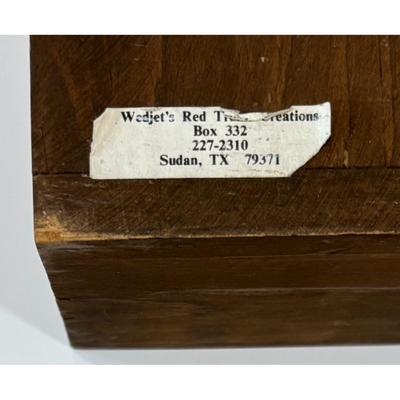 Wedjet's Red Creations
Box 332
227-2310
Sudan, TX 79371